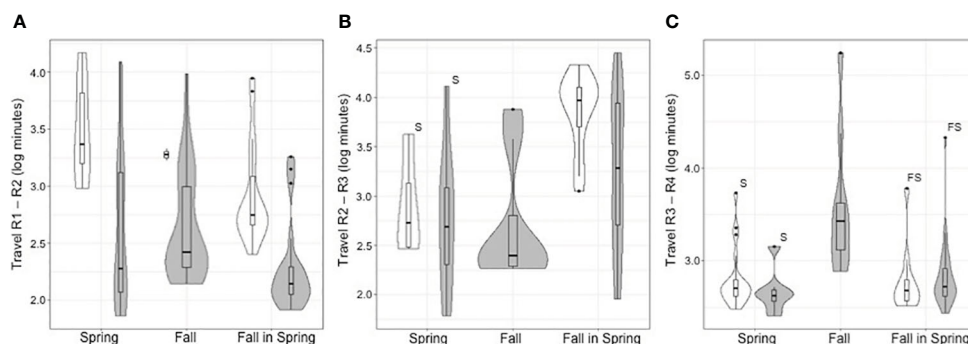 A
Travel R1 – R2 (log minutes)
4.0
3.5
3.0
2.5
2.0
Spring Fall Fall in Spring
B
Travel R2 – R3 (log minutes)
4.5
4.0
3.5
3.0
2.5
2.0
S
S
Spring Fall Fall in Spring
C
Travel R3 – R4 (log minutes)
5.0
4.0
3.0
S
S
FS
FS
Spring Fall Fall in Spring